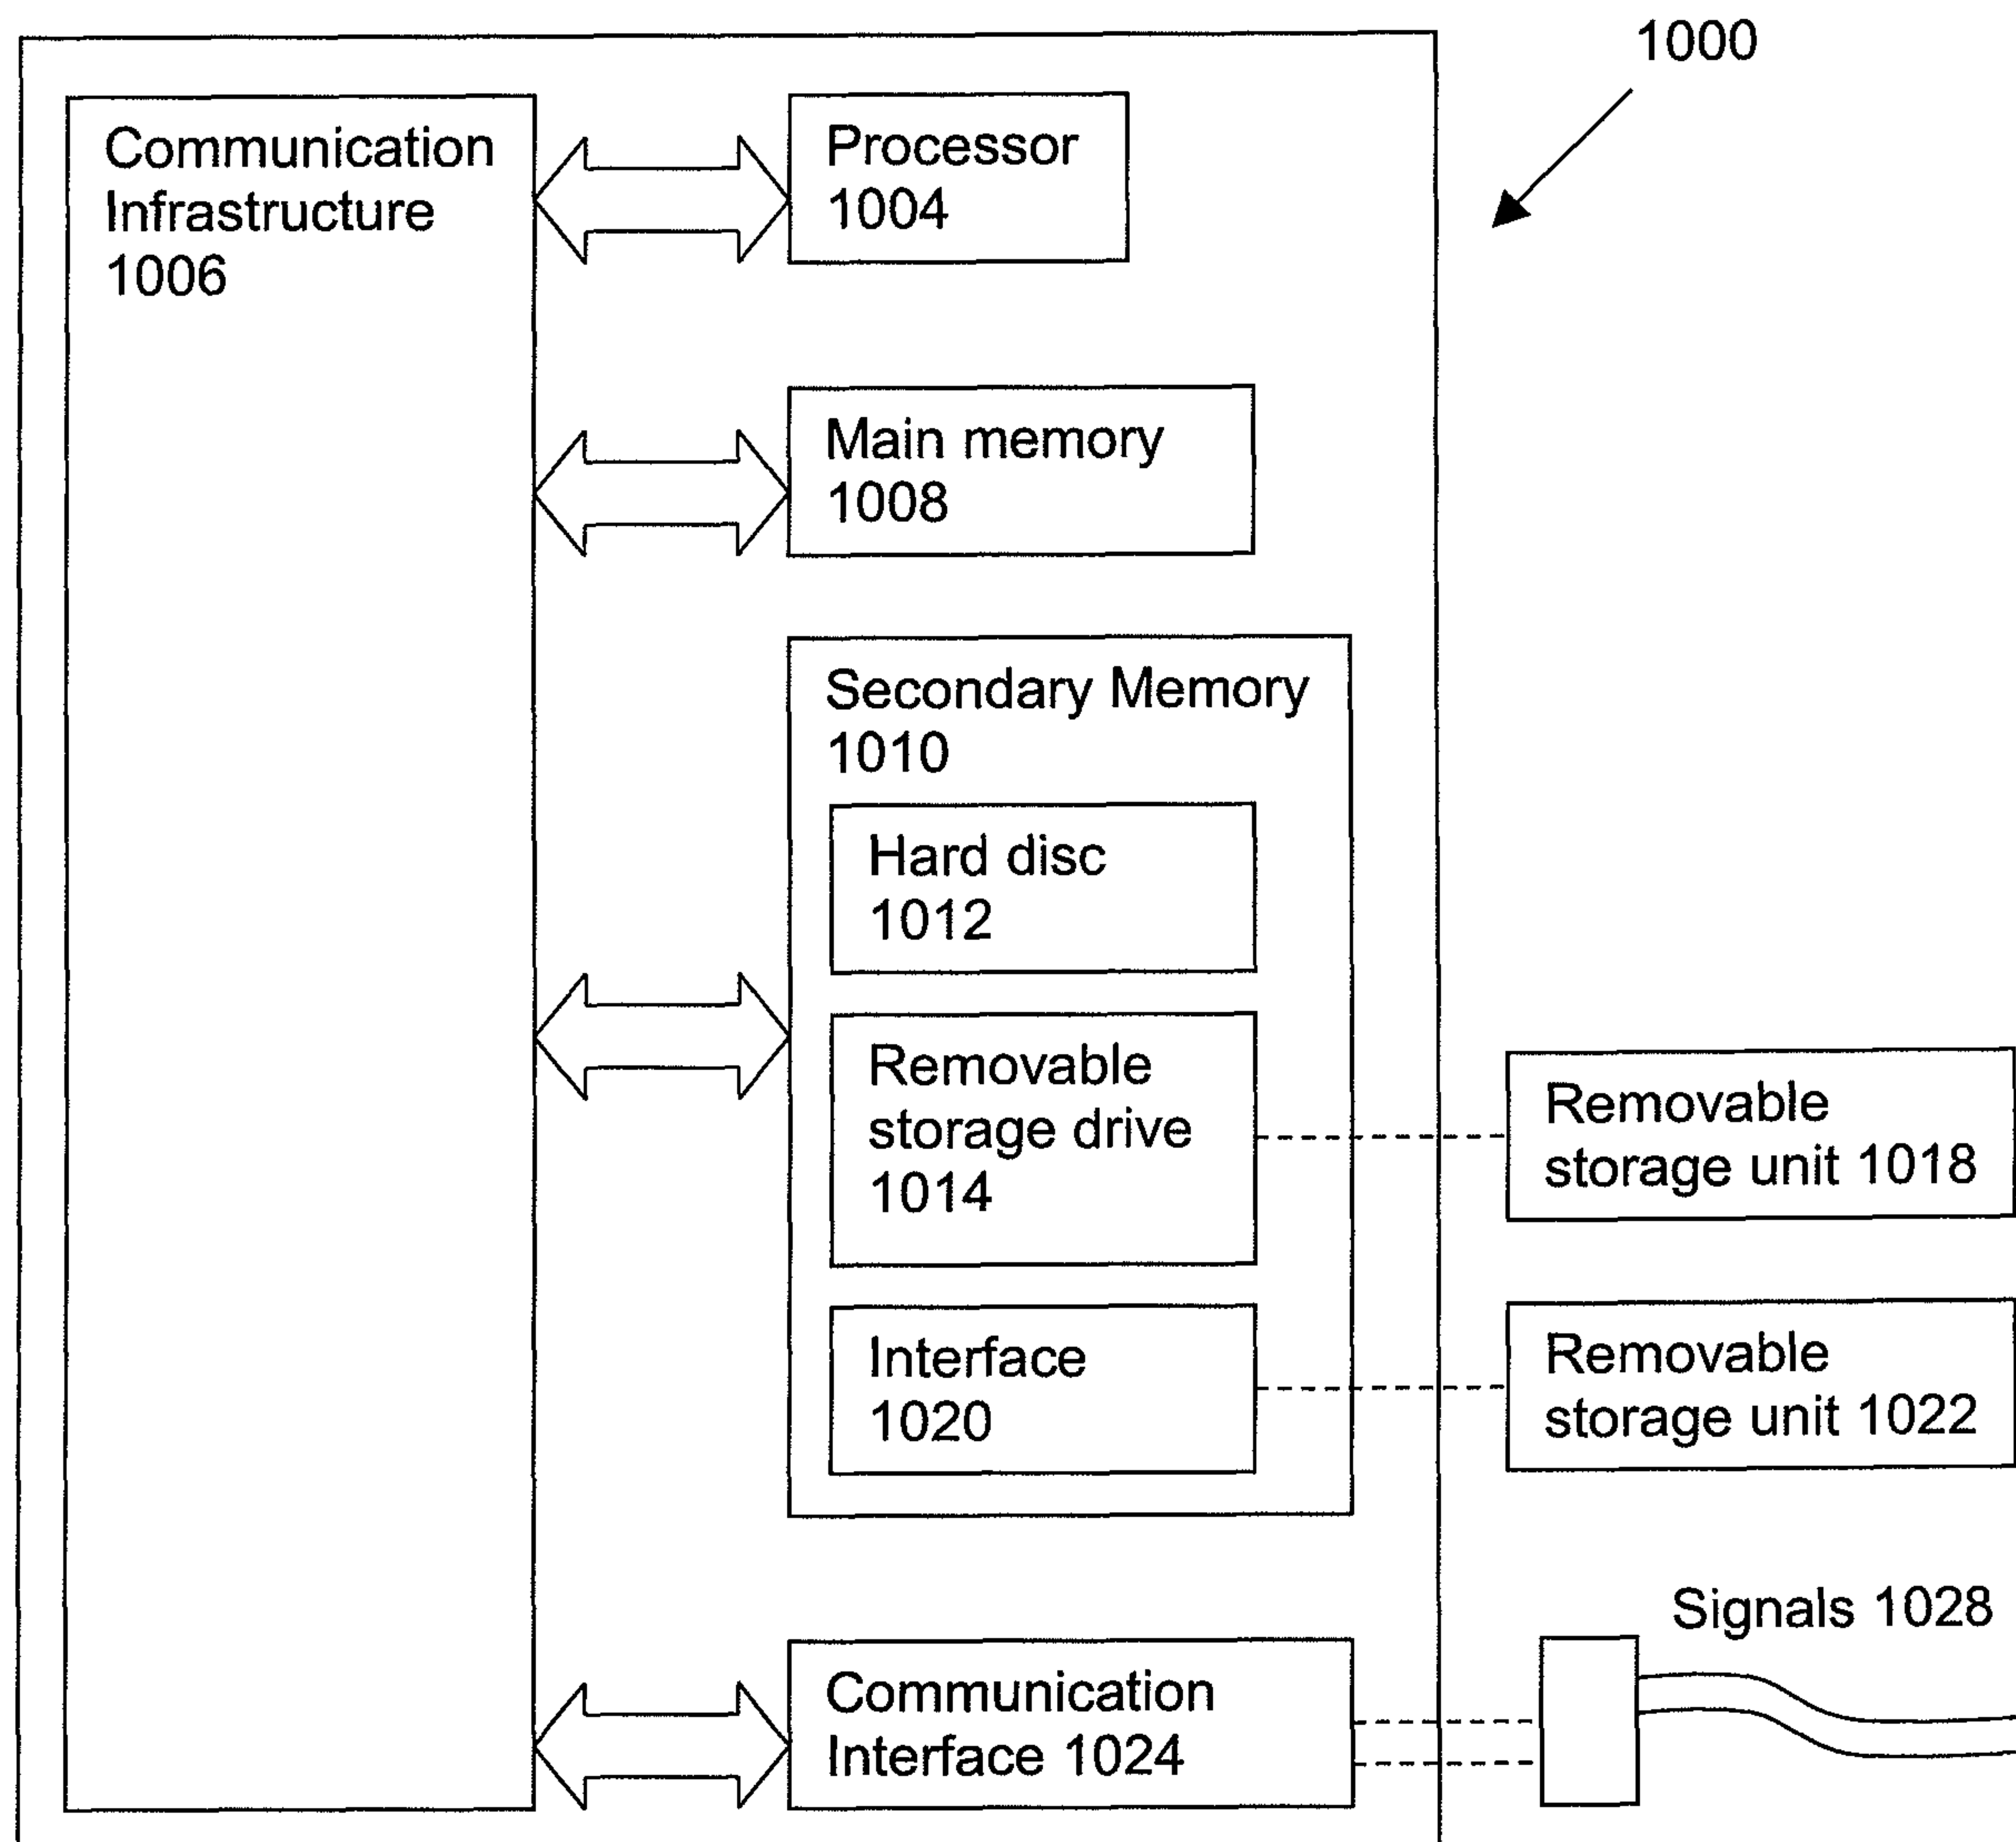 1000
Communication
Infrastructure
1006
Processor
1004
Main memory
1008
Secondary Memory
1010
Hard disc
1012
Removable
storage drive
1014
Interface
1020
Removable
storage unit 1018
Removable
storage unit 1022
Signals 1028
Communication
Interface 1024